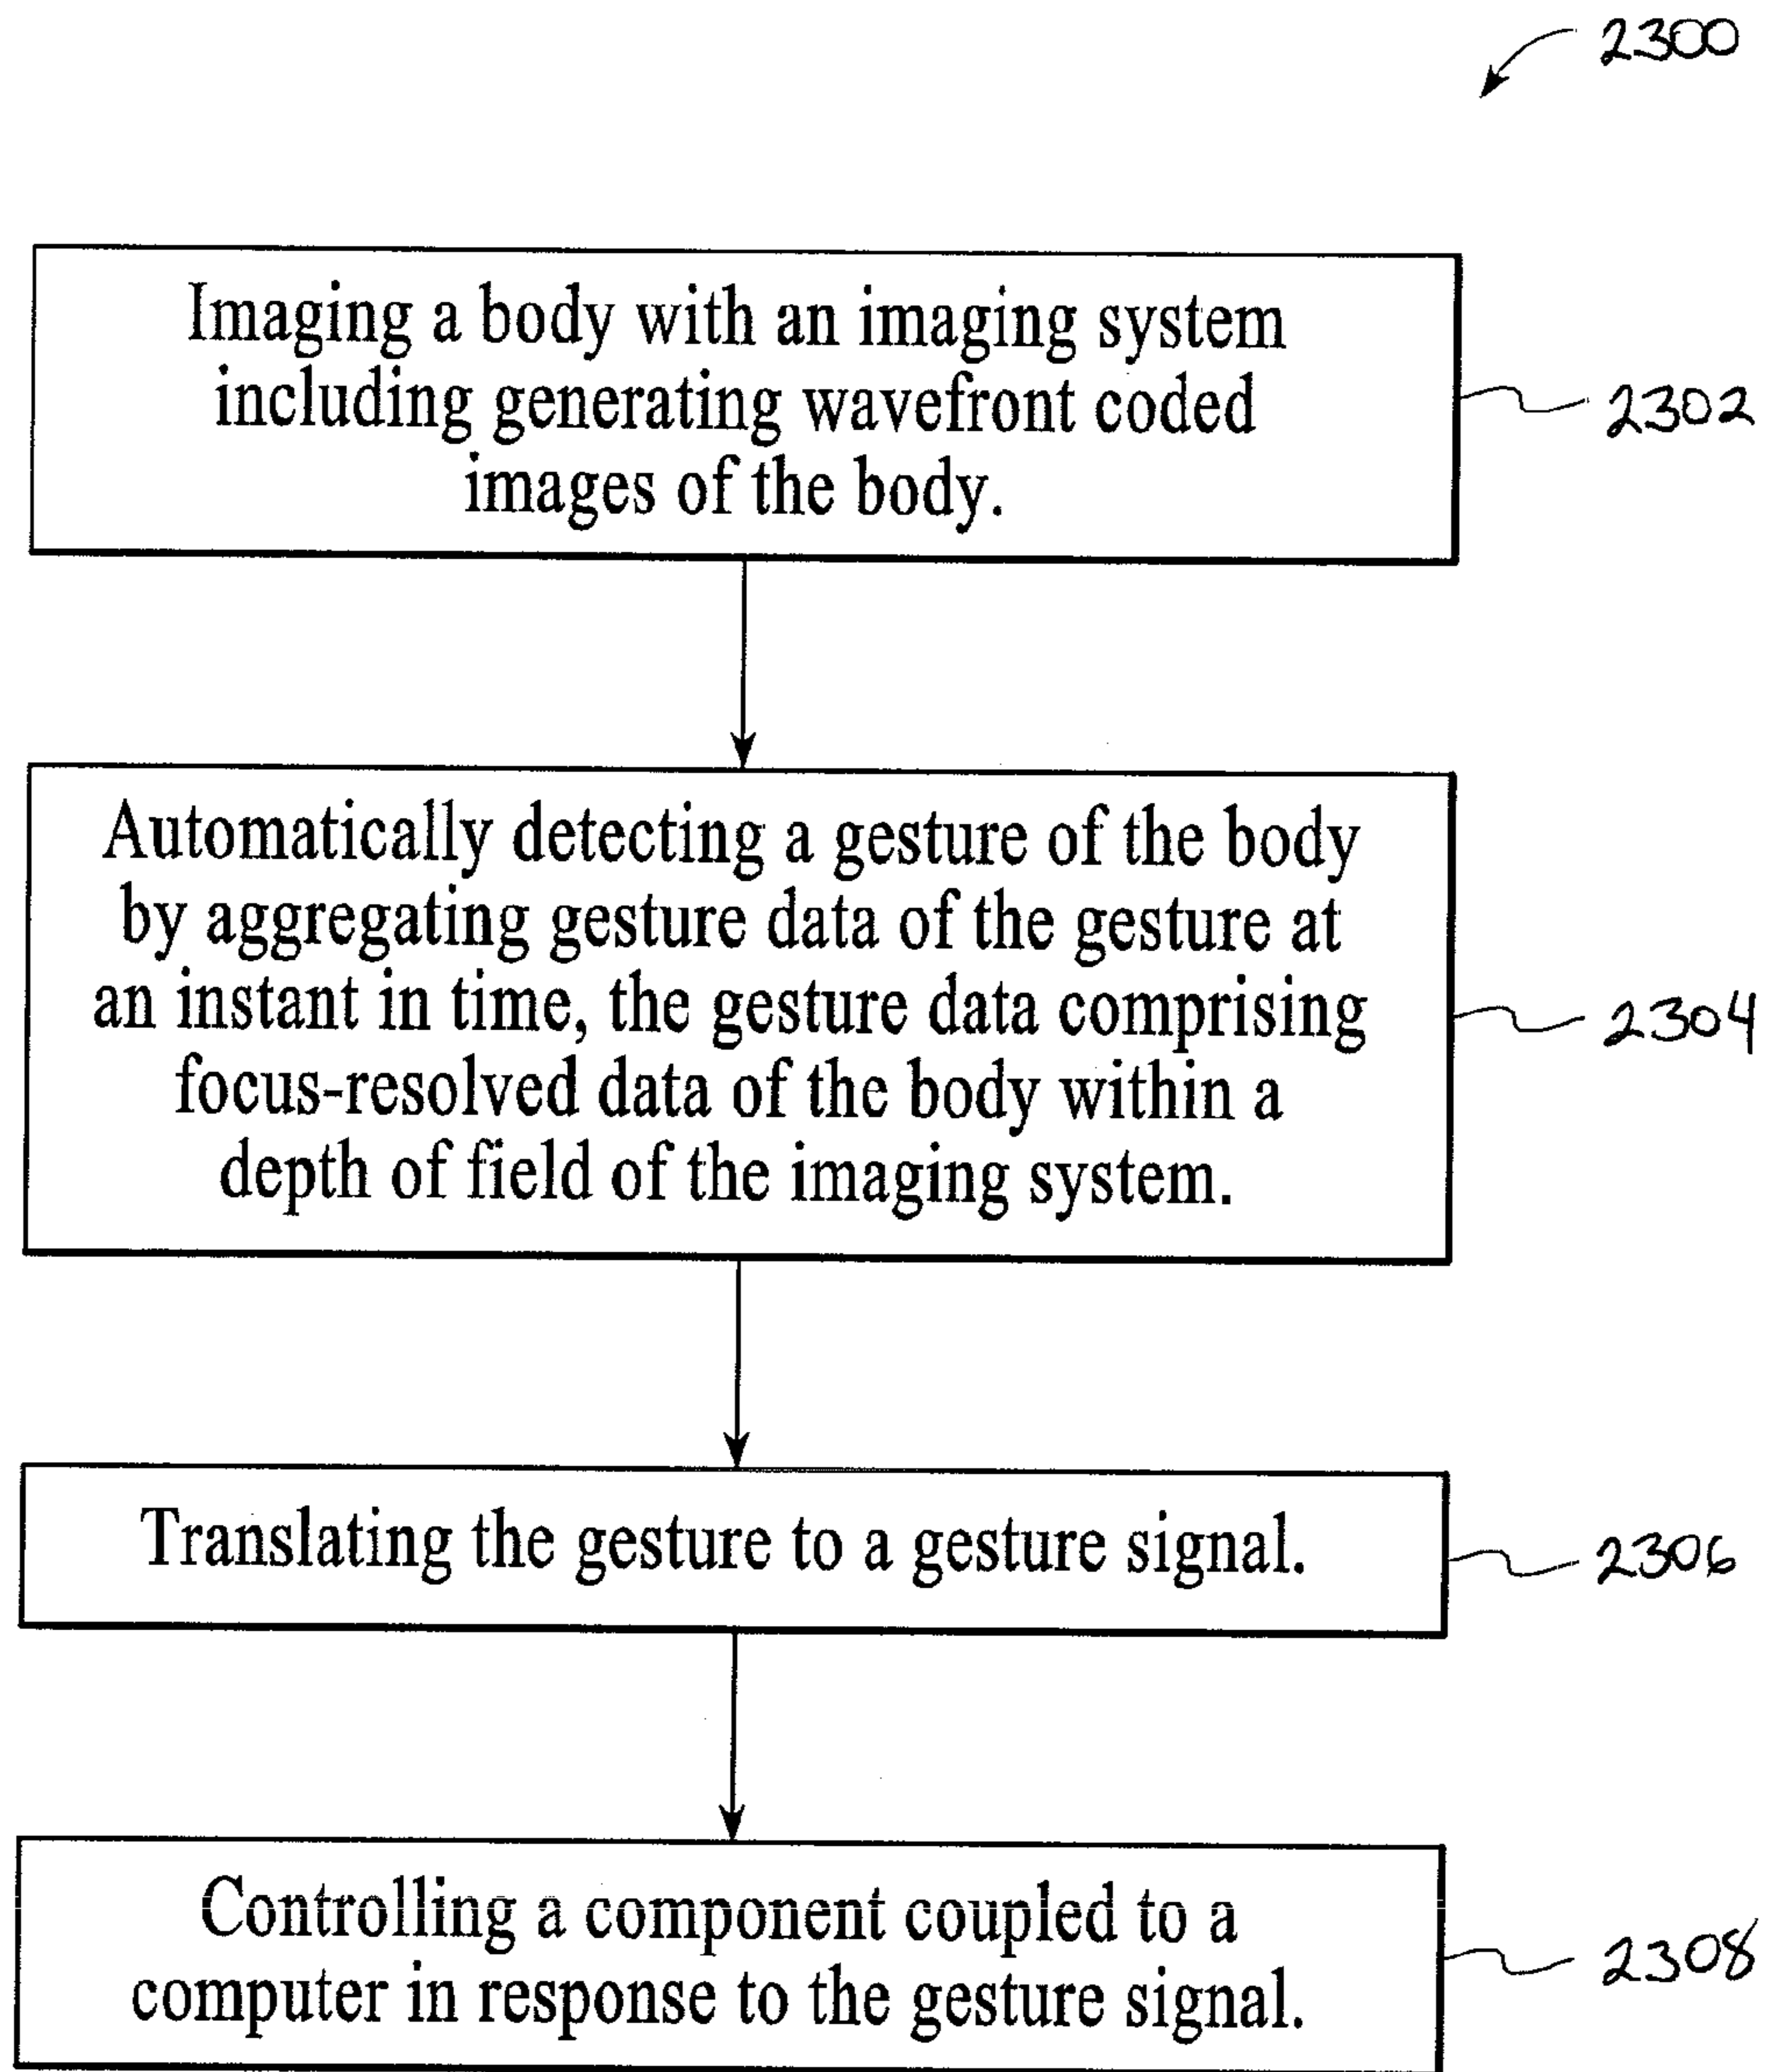 2300
Imaging a body with an imaging system
including generating wavefront coded
images of the body.
2302
Automatically detecting a gesture of the body
by aggregating gesture data of the gesture at
an instant in time, the gesture data comprising
focus-resolved data of the body within a
depth of field of the imaging system.
2304
Translating the gesture to a gesture signal.
2306
Controlling a component coupled to a
computer in response to the gesture signal.
2308